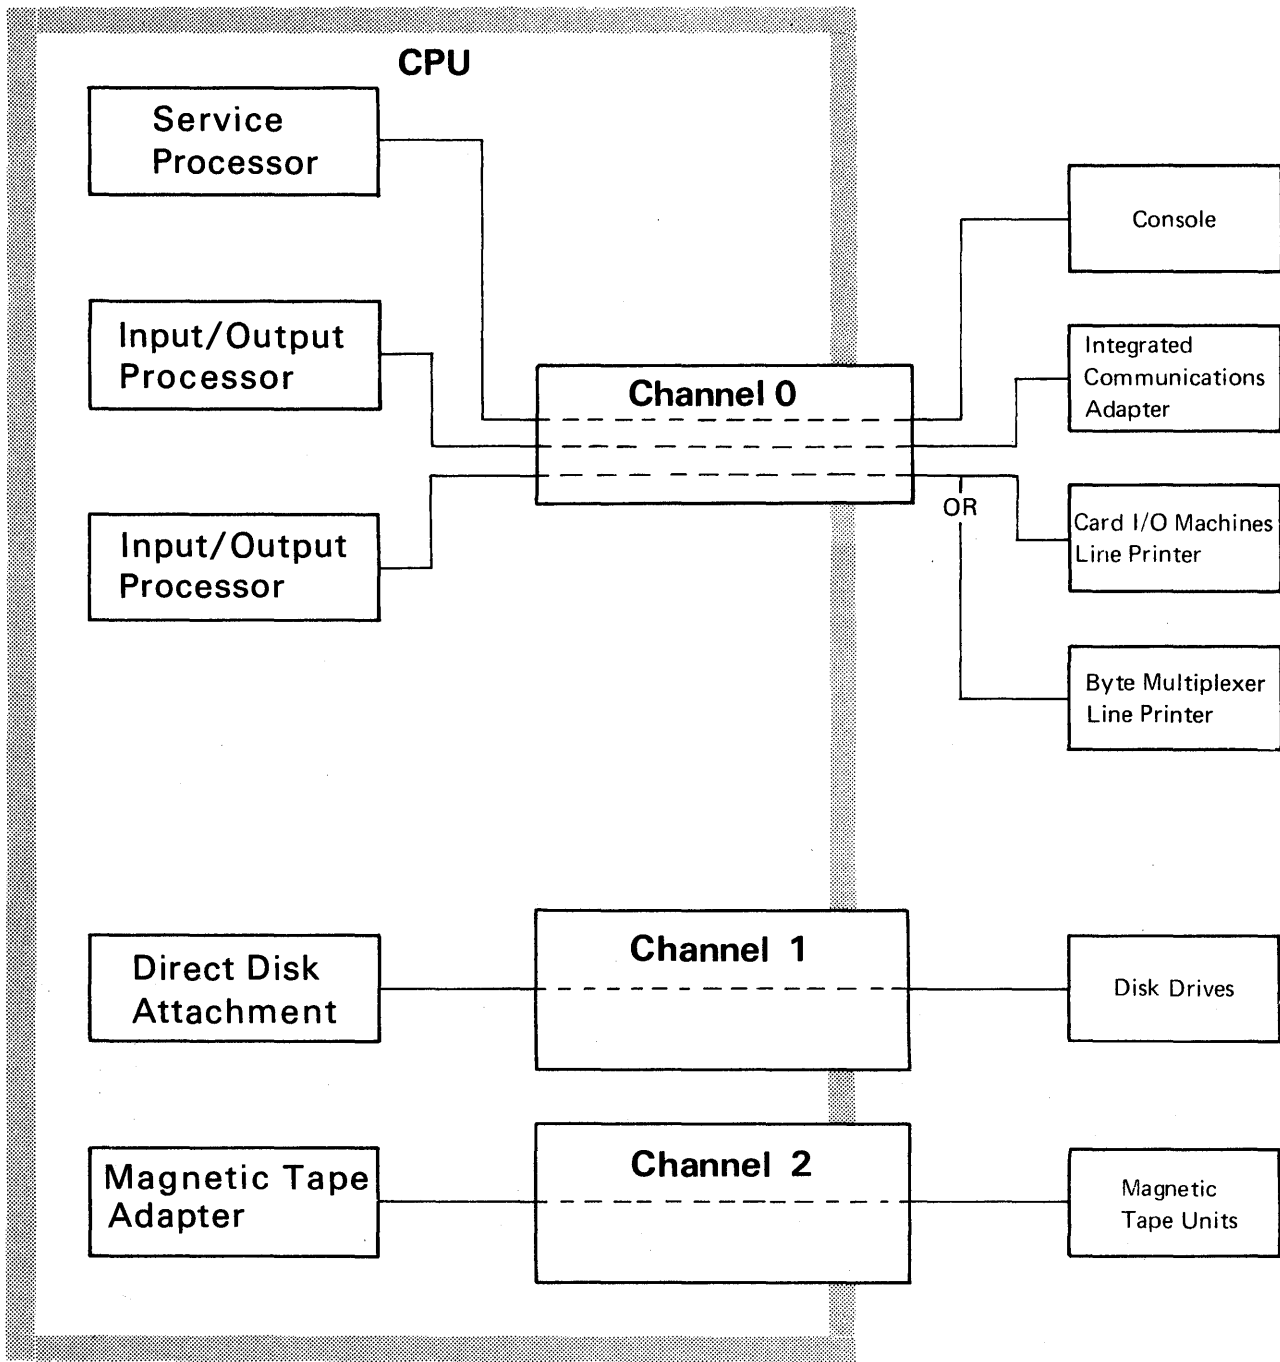 CPU
Service
Processor
Console
Input/Output
Processor
Integrated
Communications
Adapter
Channel 0
Input/Output
Processor
OR
Card I/O Machines
Line Printer
Byte Multiplexer
Line Printer
Direct Disk
Attachment
Channel 1
Disk Drives
Magnetic Tape
Adapter
Channel 2
Magnetic
Tape Units